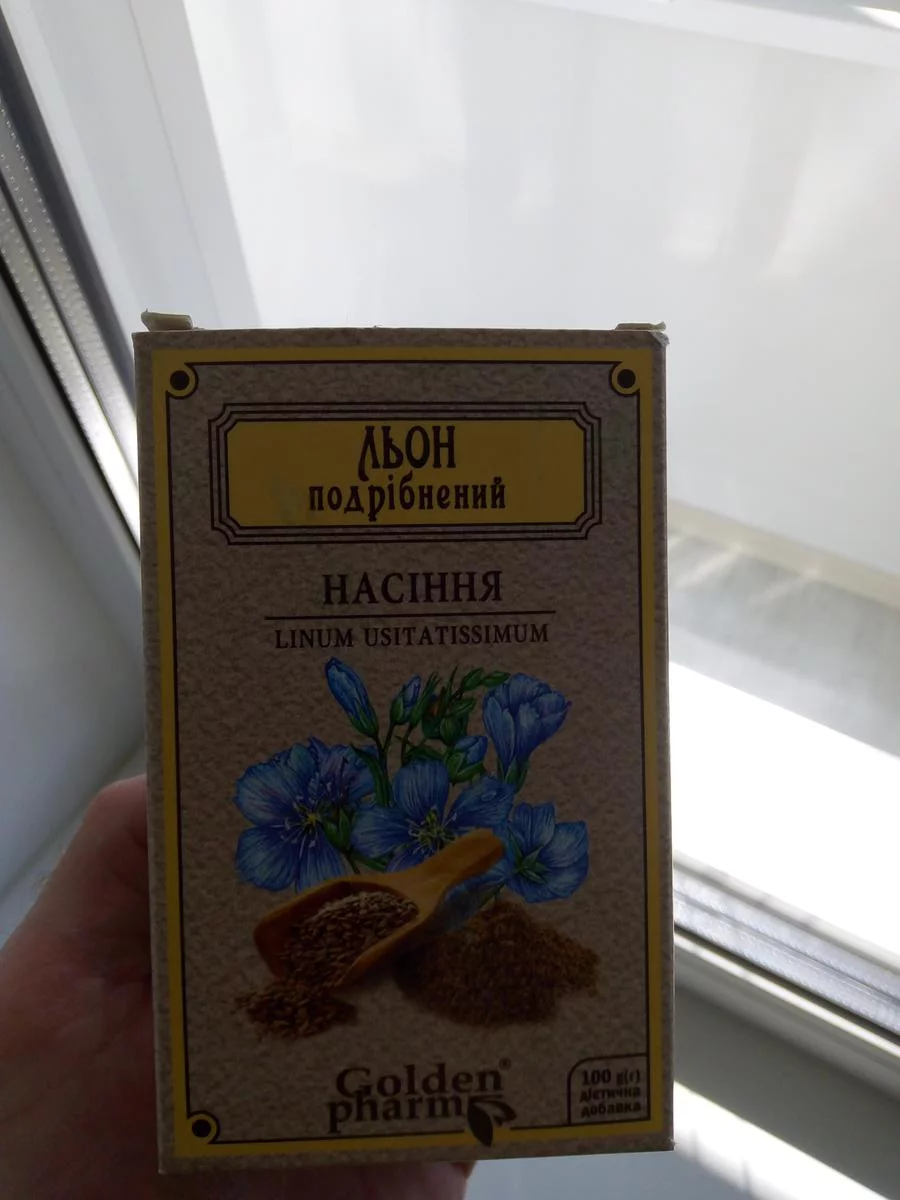 ЛЬОН
подрібнений
НАСІННЯ
LINUM USITATISSIMUM
Golden®
pharm
100 g(г)
дієтична
добавка